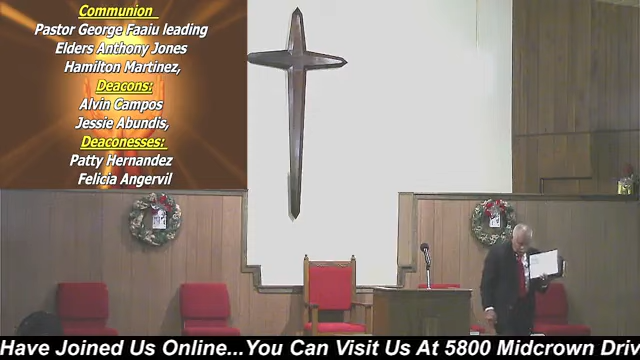 Communion
Pastor George Faaiu leading
Elders Anthony Jones
Hamilton Martinez,
Deacons:
Alvin Campos
Jessie Abundis,
Deaconesses:
Patty Hernandez
Felicia Angervil
Have Joined Us Online...You Can Visit Us At 5800 Midcrown Driv